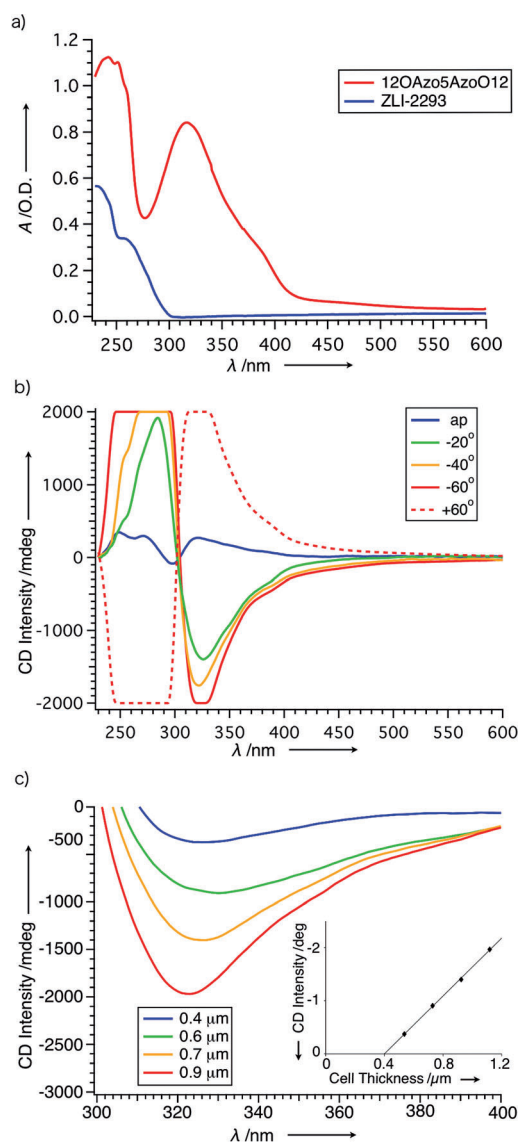 a)
1.2
1.0
0.8
0.6
0.4
0.2
0.0
A /O.D.
12OAzo5AzoO12
ZLI-2293
250 300 350 400 450 500 550 600
λ /nm
b)
2000
1000
0
-1000
-2000
CD Intensity /mdeg
ap
-20°
-40°
-60°
+60°
250 300 350 400 450 500 550 600
λ /nm
c)
0
-500
-1000
-1500
-2000
-2500
-3000
CD Intensity /mdeg
0.4 µm
0.6 µm
0.7 µm
0.9 µm
CD Intensity /deg
-2
-1
0
0 0.4 0.8 1.2
Cell Thickness /µm
300 320 340 360 380 400
λ /nm